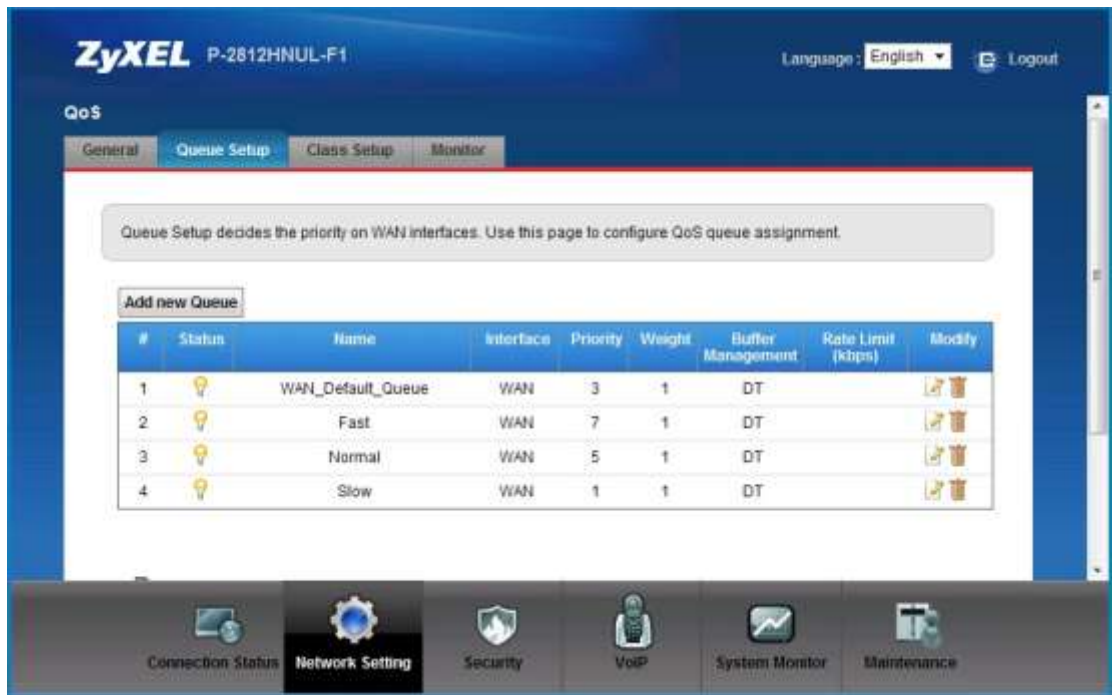 ZyXEL P-2812HNUL-F1 Language : English Logout
QoS
General Queue Setup Class Setup Monitor
Queue Setup decides the priority on WAN interfaces. Use this page to configure QoS queue assignment.
Add new Queue
# Status Name Interface Priority Weight Buffer Management Rate Limit (kbps) Modify
1 WAN_Default_Queue WAN 3 1 DT
2 Fast WAN 7 1 DT
3 Normal WAN 5 1 DT
4 Slow WAN 1 1 DT
Connection Status Network Setting Security VoIP System Monitor Maintenance